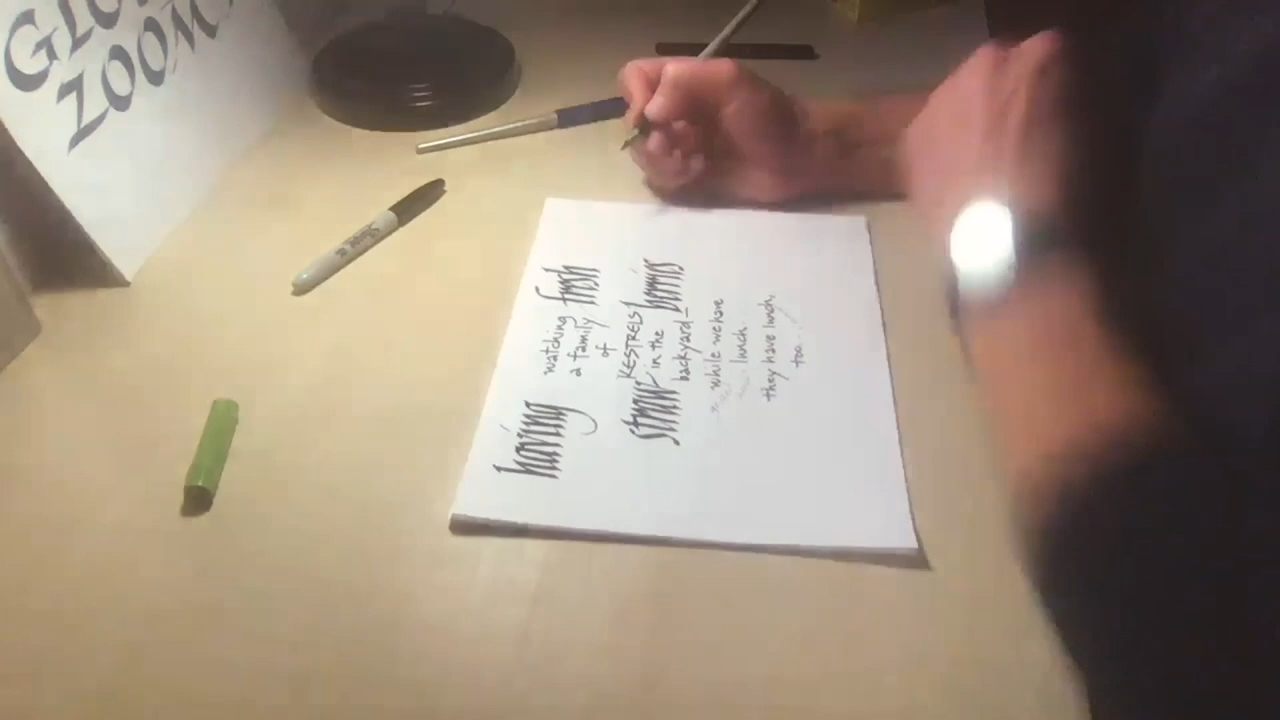 GLO
ZOOM
Sharpie
having fresh
straw berries
watching
a family
of
KESTRELS
in the
backyard—
while we have
lunch.
they have lunch,
too...